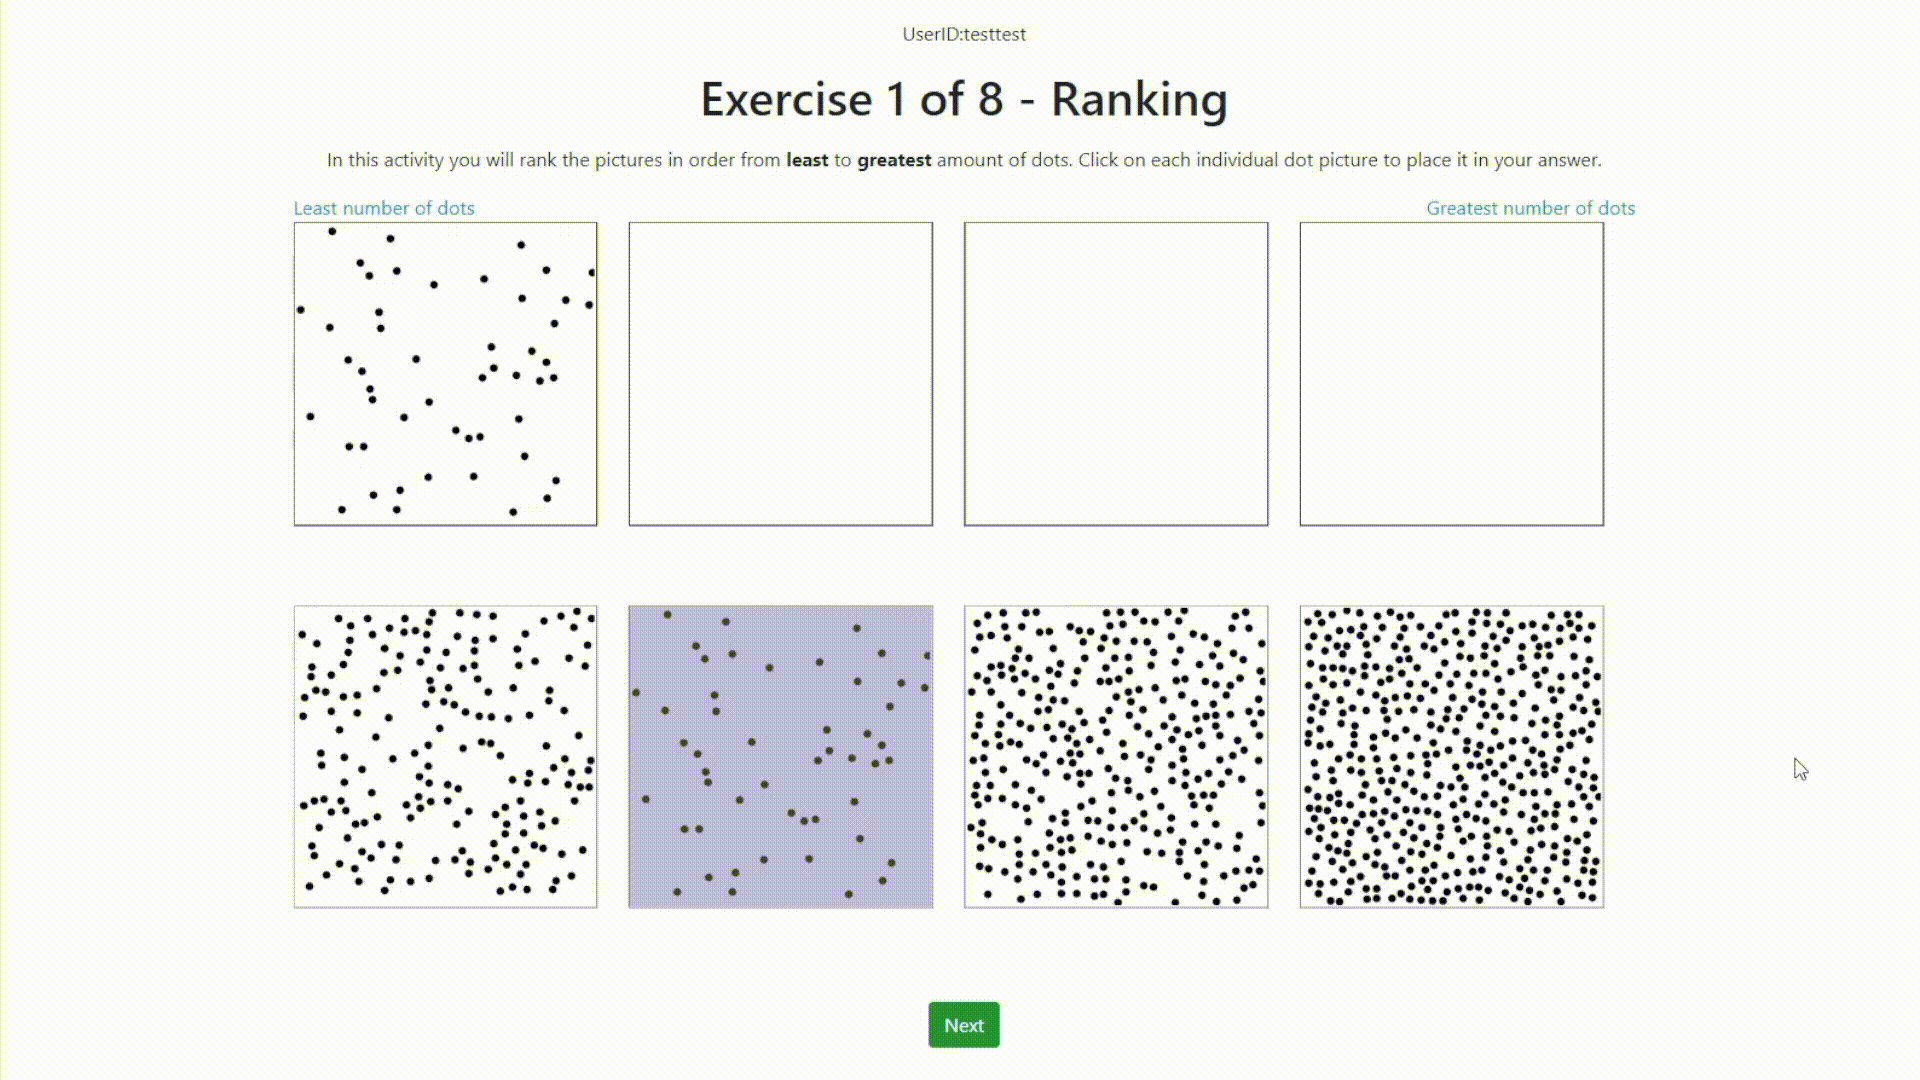 UserID:testtest
Exercise 1 of 8 - Ranking
In this activity you will rank the pictures in order from least to greatest amount of dots. Click on each individual dot picture to place it in your answer.
Least number of dots
Greatest number of dots
Next